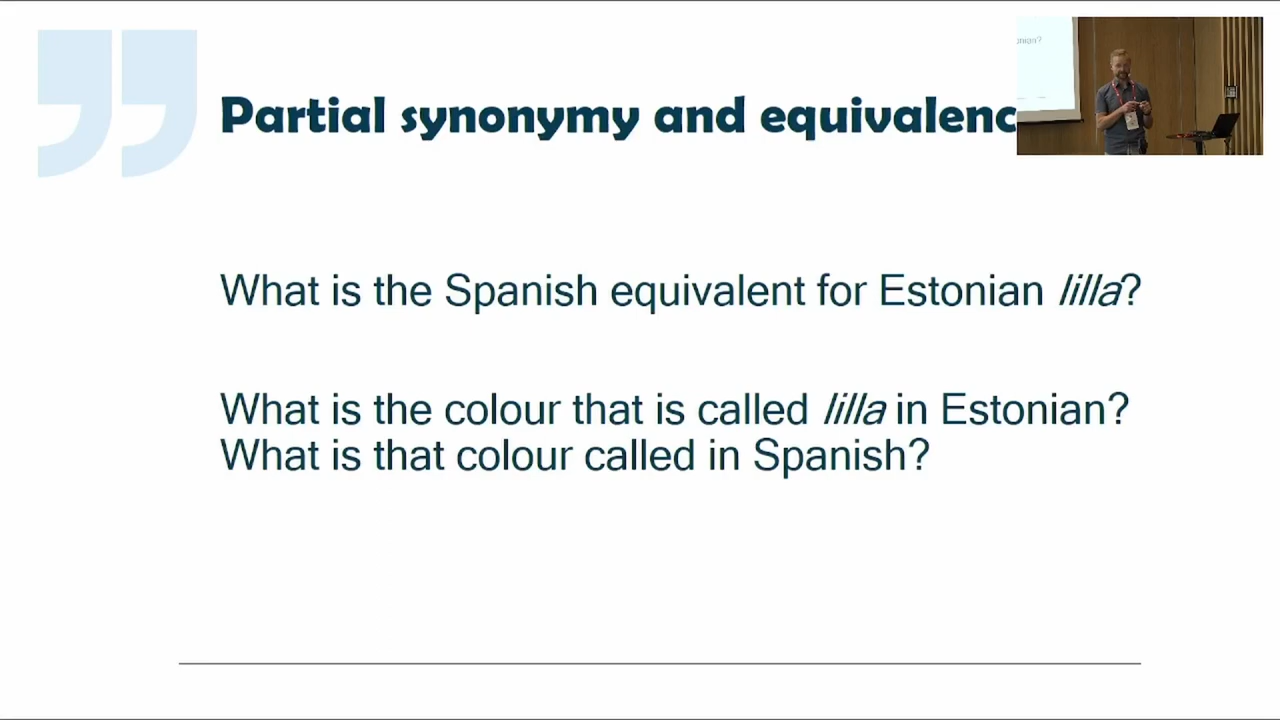 Partial synonymy and equivalenc
What is the Spanish equivalent for Estonian lilla?
What is the colour that is called lilla in Estonian?
What is that colour called in Spanish?